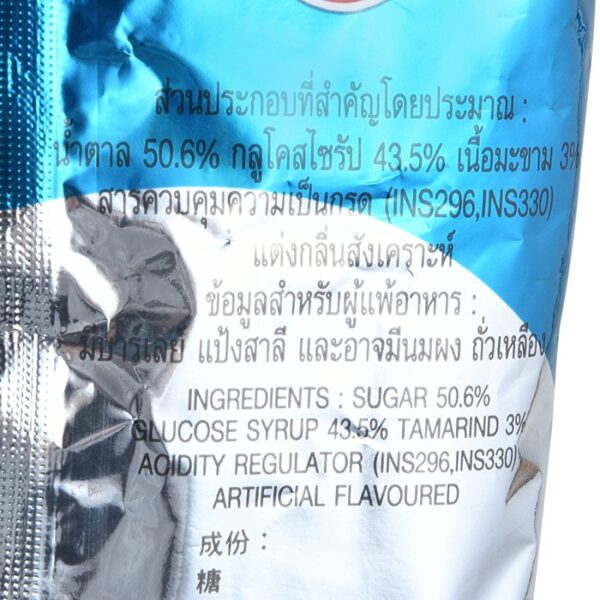 ส่วนประกอบที่สำคัญโดยประมาณ :
น้ำตาล 50.6% กลูโคสไซรัป 43.5% เนื้อมะขาม 3%
สารควบคุมความเป็นกรด (INS296,INS330)
แต่งกลิ่นสังเคราะห์
ข้อมูลสำหรับผู้แพ้อาหาร :
มีบาร์เลย์ แป้งสาลี และอาจมีนมผง ถั่วเหลือง
INGREDIENTS : SUGAR 50.6%
GLUCOSE SYRUP 43.5% TAMARIND 3%
ACIDITY REGULATOR (INS296,INS330)
ARTIFICIAL FLAVOURED
成份 :
糖